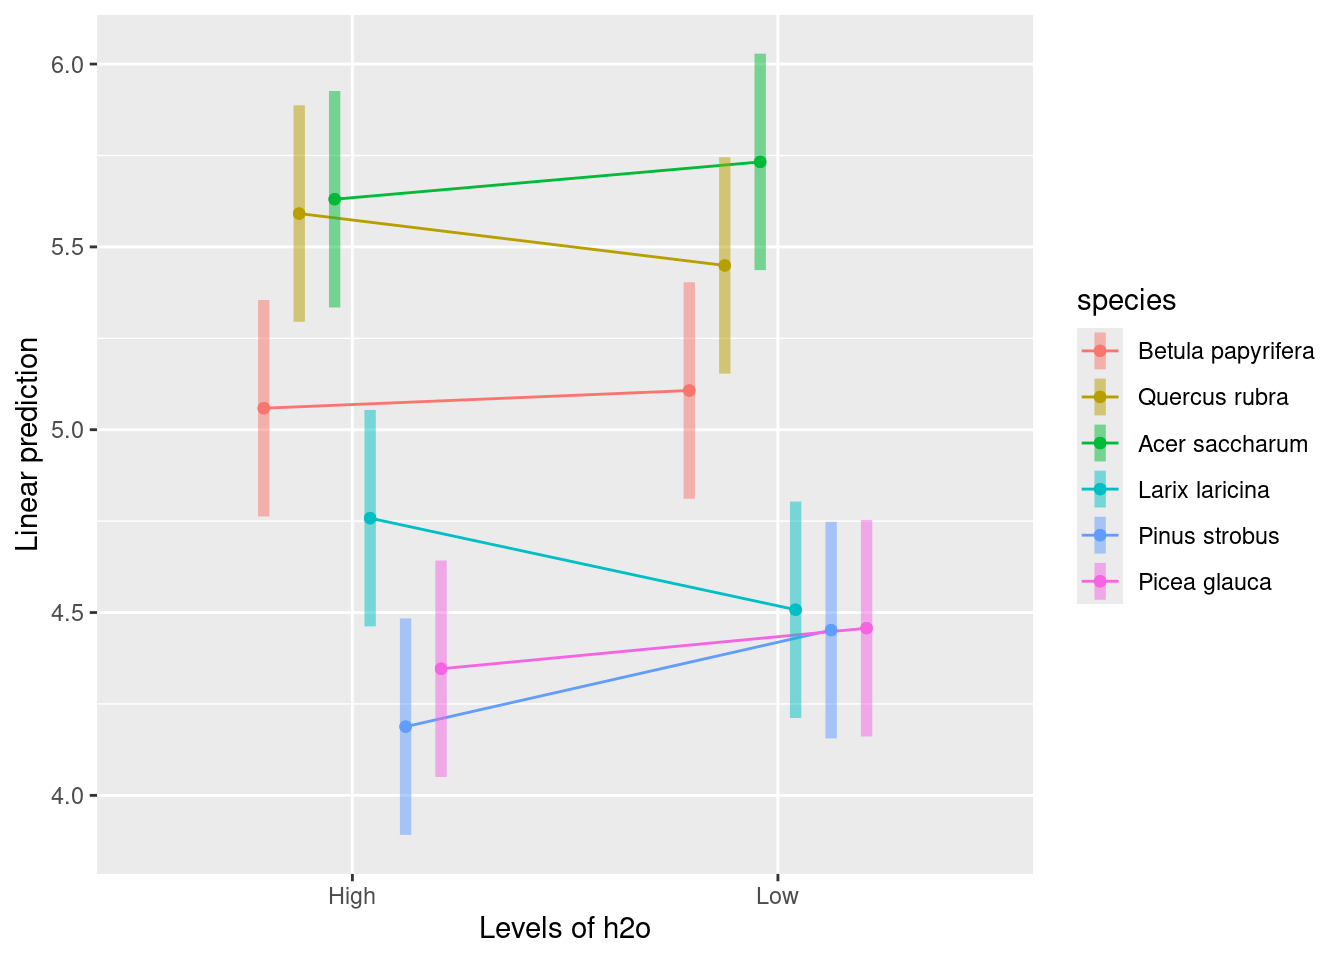 6.0
5.5
5.0
4.5
4.0
Linear prediction
High
Low
Levels of h2o
species
Betula papyrifera
Quercus rubra
Acer saccharum
Larix laricina
Pinus strobus
Picea glauca